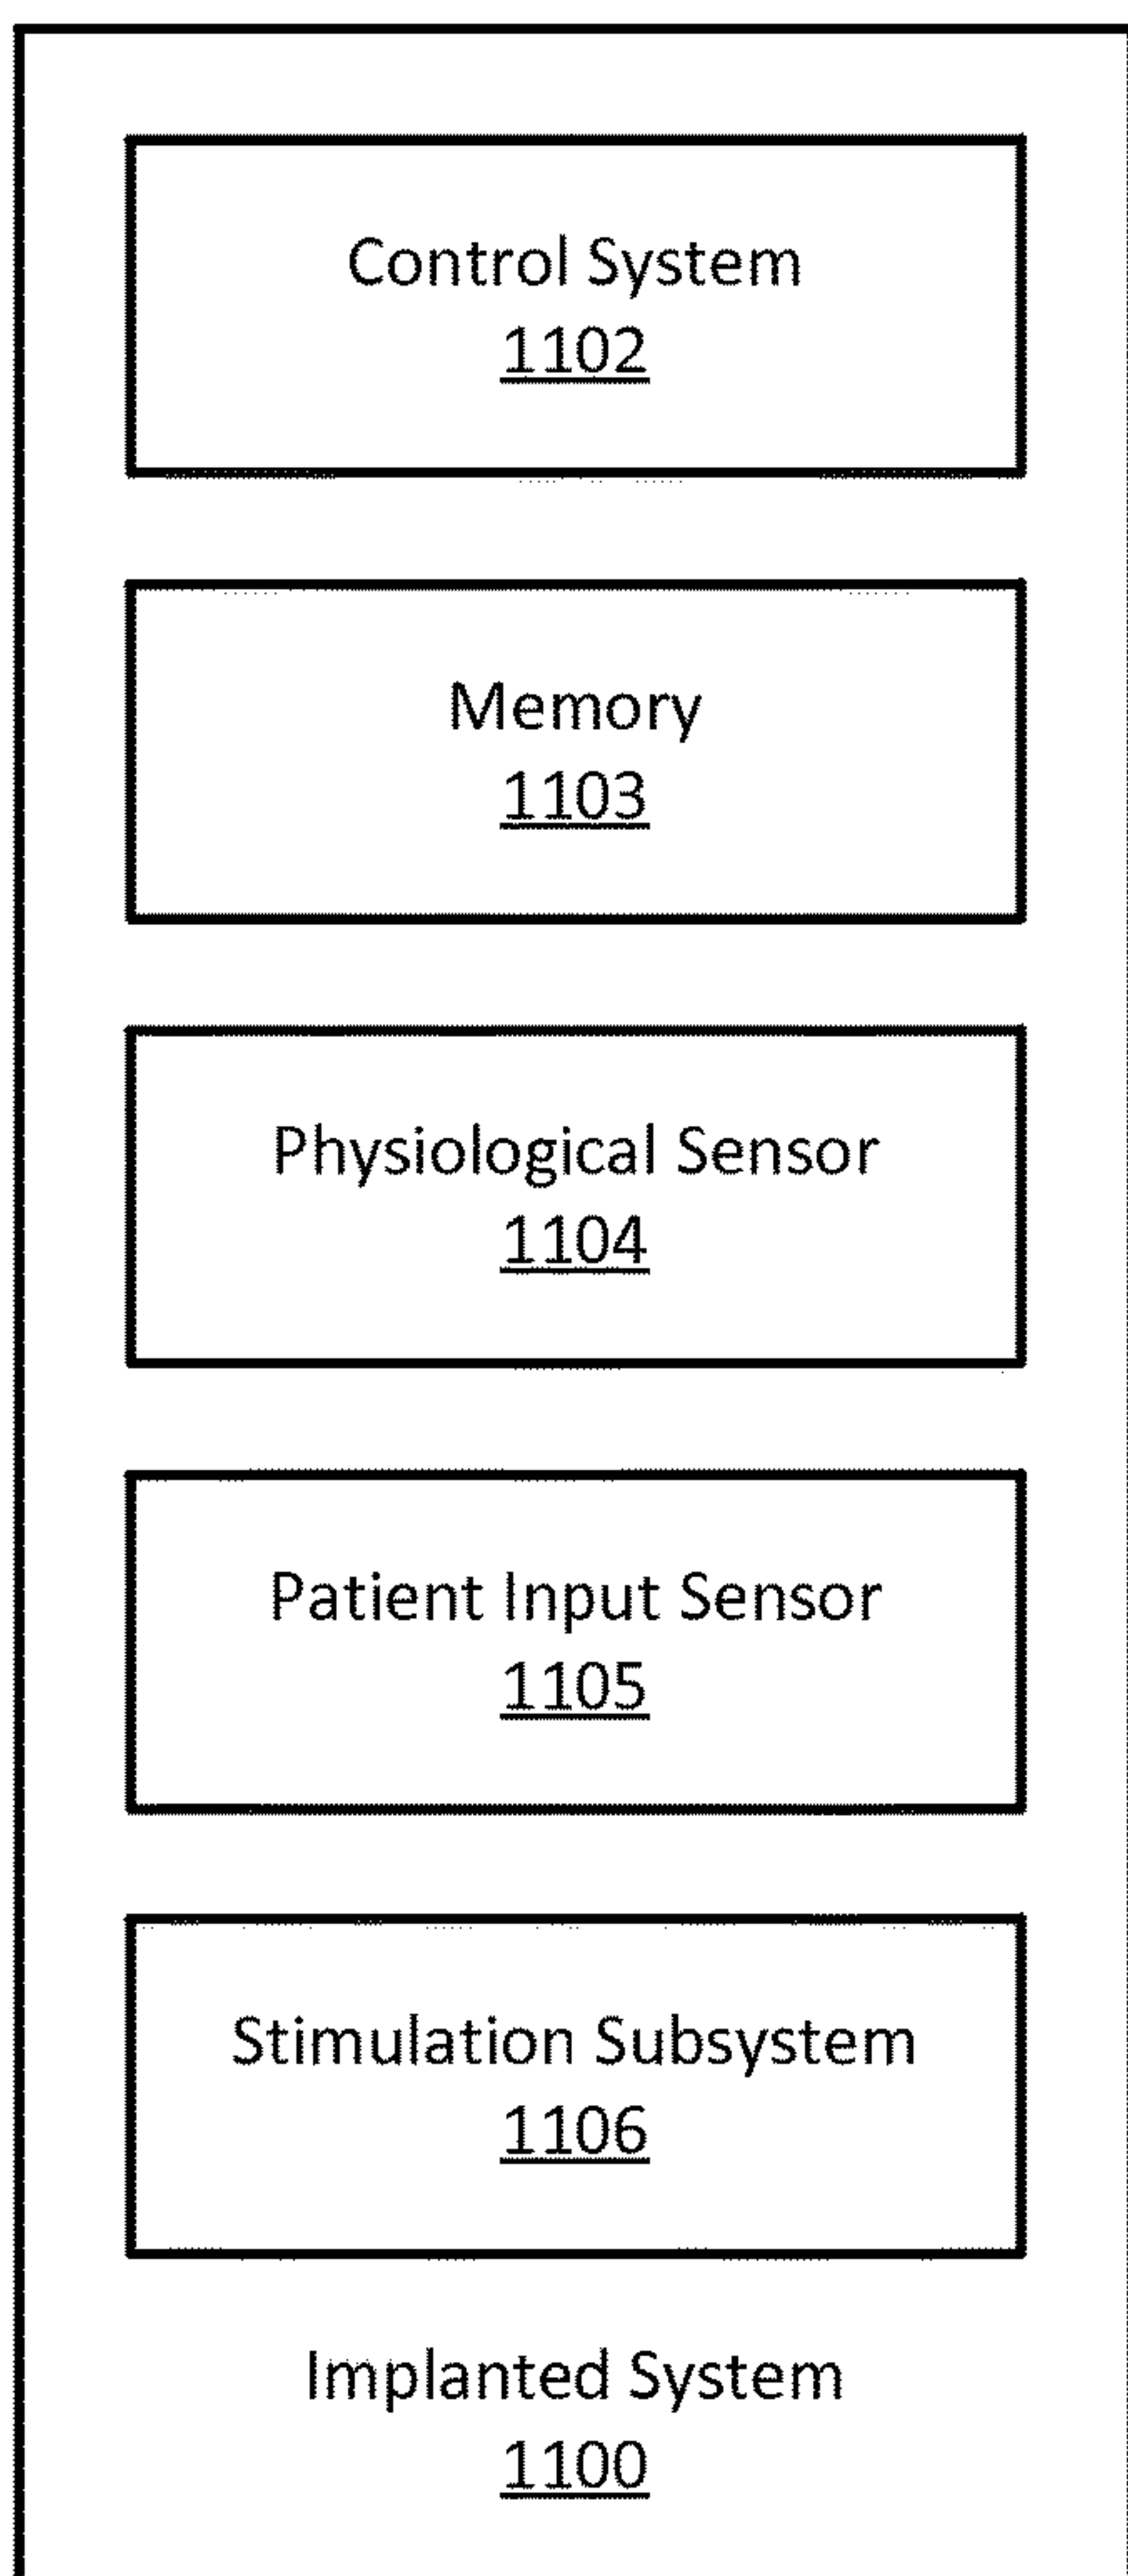 Control System
1102
Memory
1103
Physiological Sensor
1104
Patient Input Sensor
1105
Stimulation Subsystem
1106
Implanted System
1100